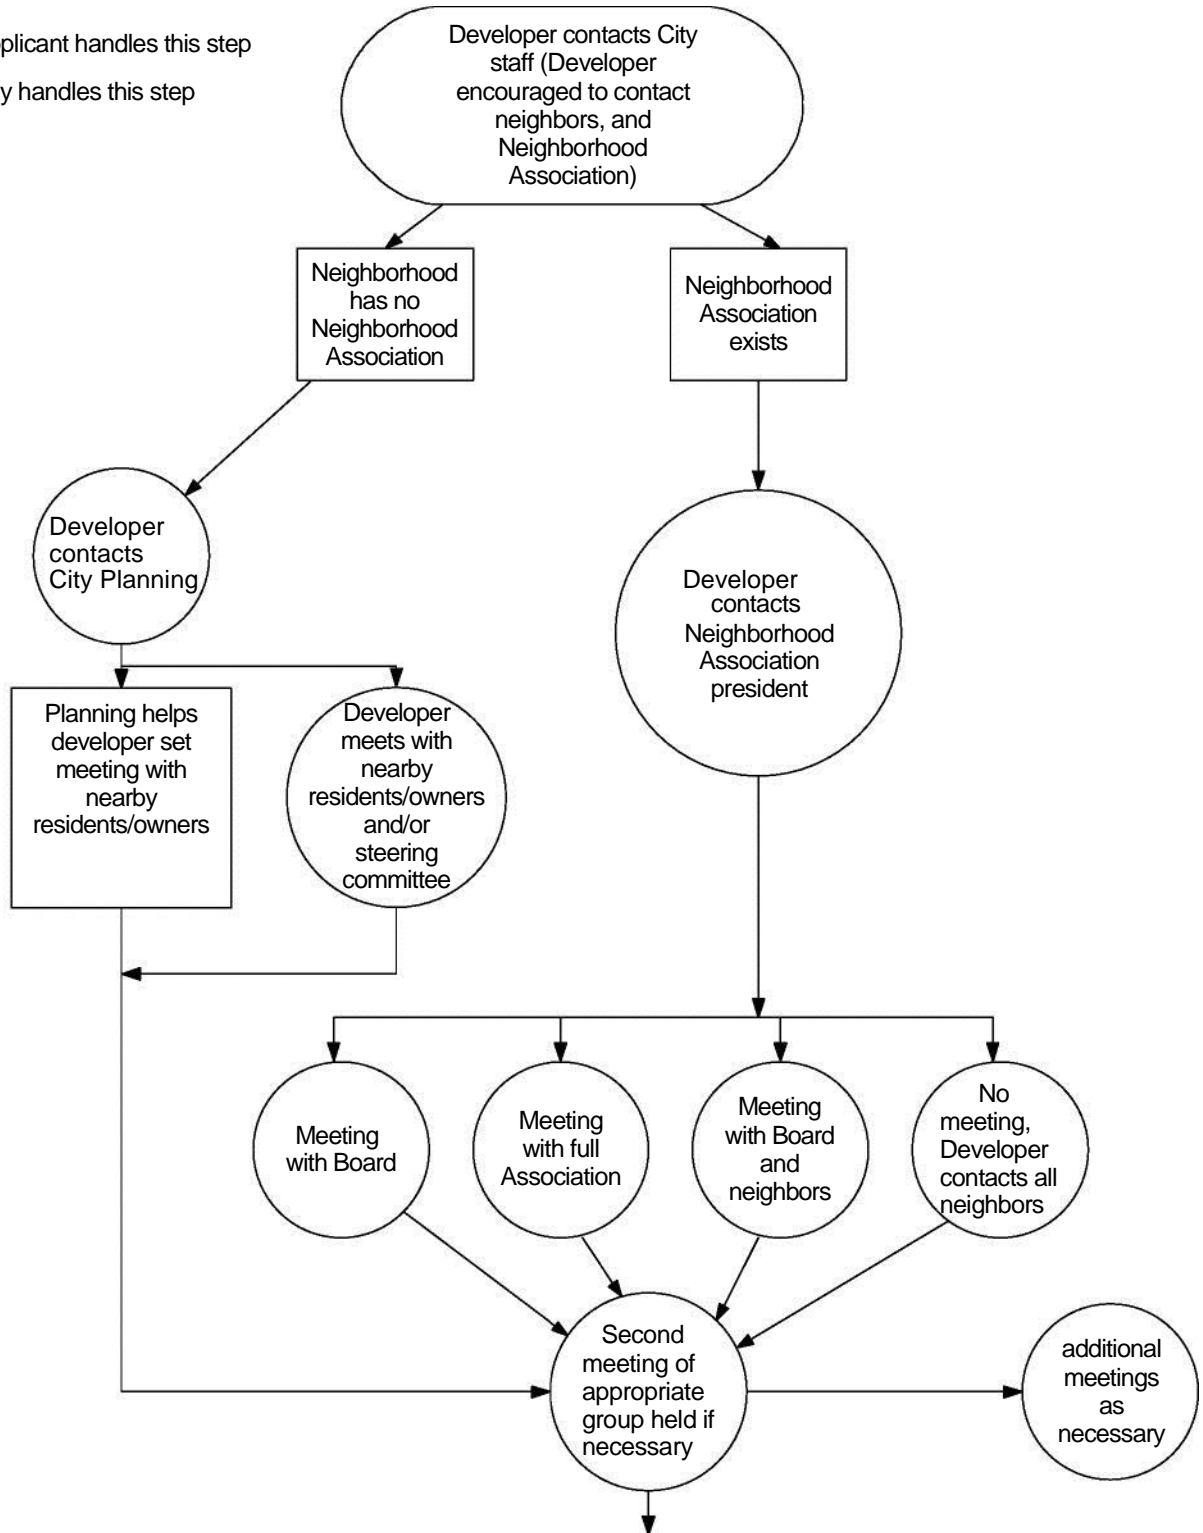 plicant handles this step
y handles this step
Developer contacts City
staff (Developer
encouraged to contact
neighbors, and
Neighborhood
Association)
Neighborhood
has no
Neighborhood
Association
Neighborhood
Association
exists
Developer
contacts
City Planning
Developer
contacts
Neighborhood
Association
president
Planning helps
developer set
meeting with
nearby
residents/owners
Developer
meets with
nearby
residents/owners
and/or
steering
committee
Meeting
with Board
Meeting
with full
Association
Meeting
with Board
and
neighbors
No
meeting,
Developer
contacts all
neighbors
Second
meeting of
appropriate
group held if
necessary
additional
meetings
as
necessary